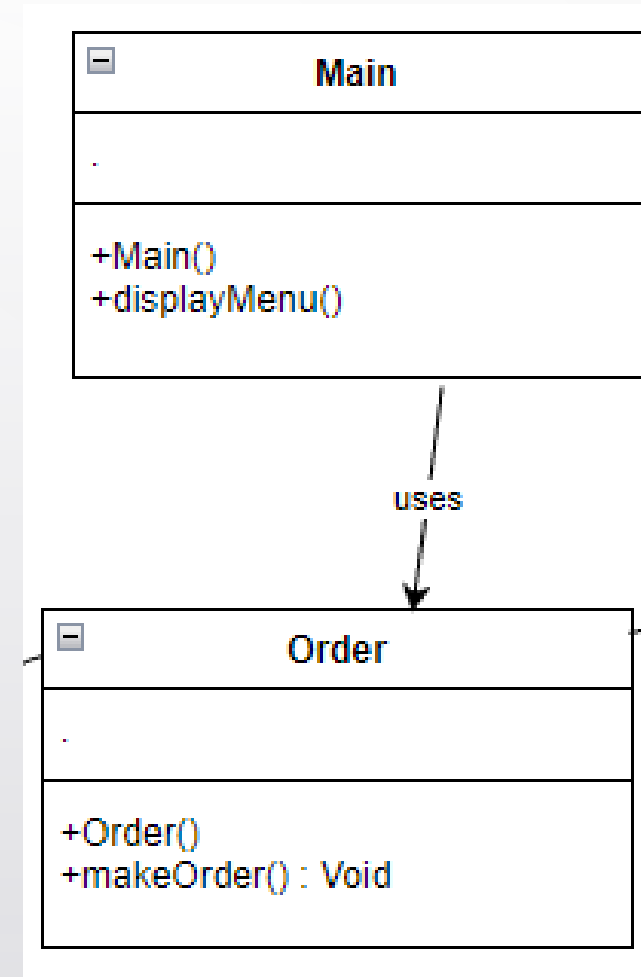 Main
.
+Main()
+displayMenu()
uses
Order
.
+Order()
+makeOrder() : Void